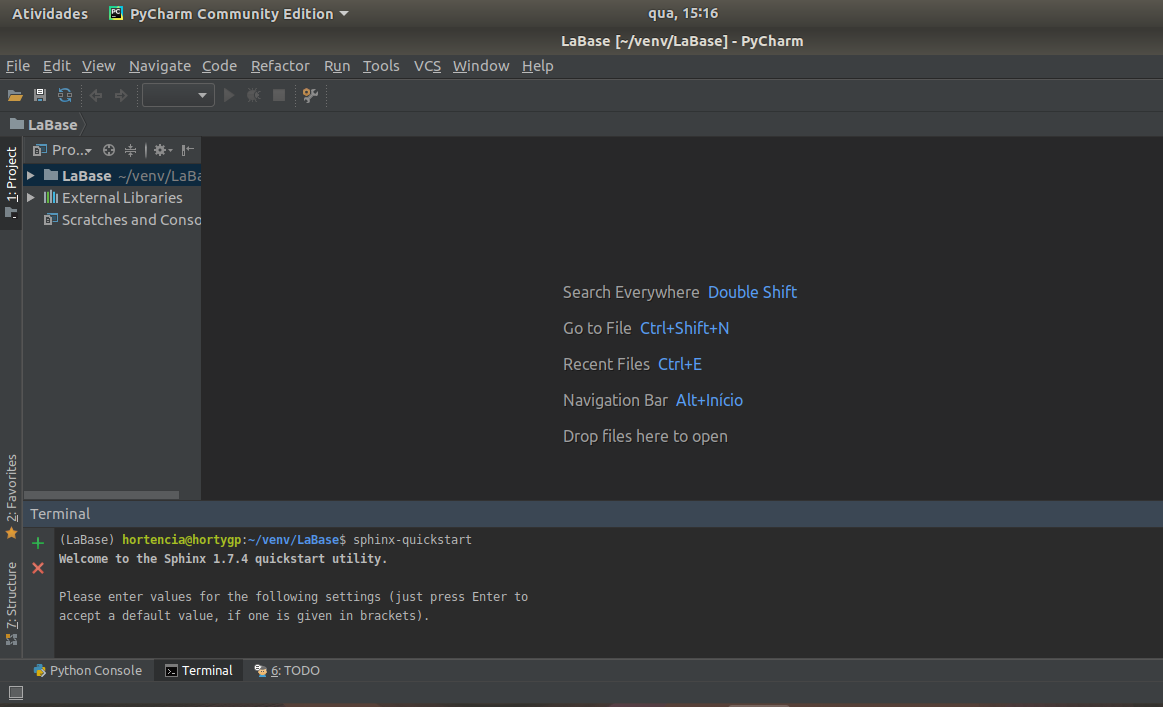 Atividades PyCharm Community Edition qua, 15:16
LaBase [~/venv/LaBase] - PyCharm
File Edit View Navigate Code Refactor Run Tools VCS Window Help
LaBase
1: Project
Pro...
LaBase ~/venv/LaBa
External Libraries
Scratches and Conso
Search Everywhere Double Shift
Go to File Ctrl+Shift+N
Recent Files Ctrl+E
Navigation Bar Alt+Início
Drop files here to open
2: Favorites
7: Structure
Terminal
(LaBase) hortencia@hortygp:~/venv/LaBase$ sphinx-quickstart
Welcome to the Sphinx 1.7.4 quickstart utility.
Please enter values for the following settings (just press Enter to
accept a default value, if one is given in brackets).
Python Console Terminal 6: TODO